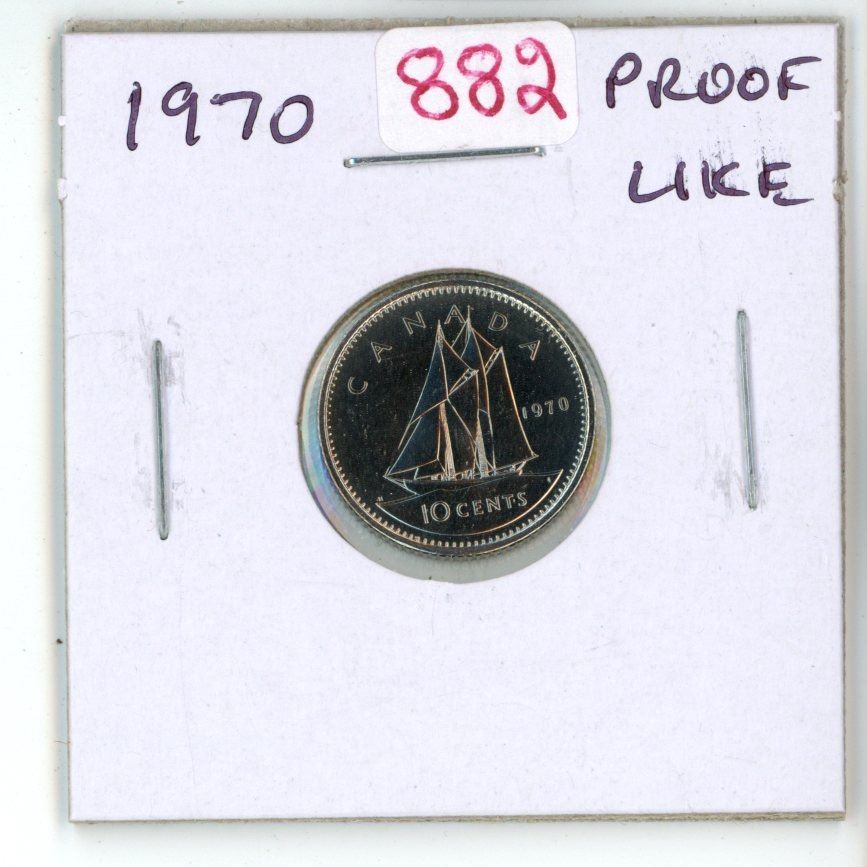 1970
882
PROOF
LIKE
CANADA
1970
10 CENTS